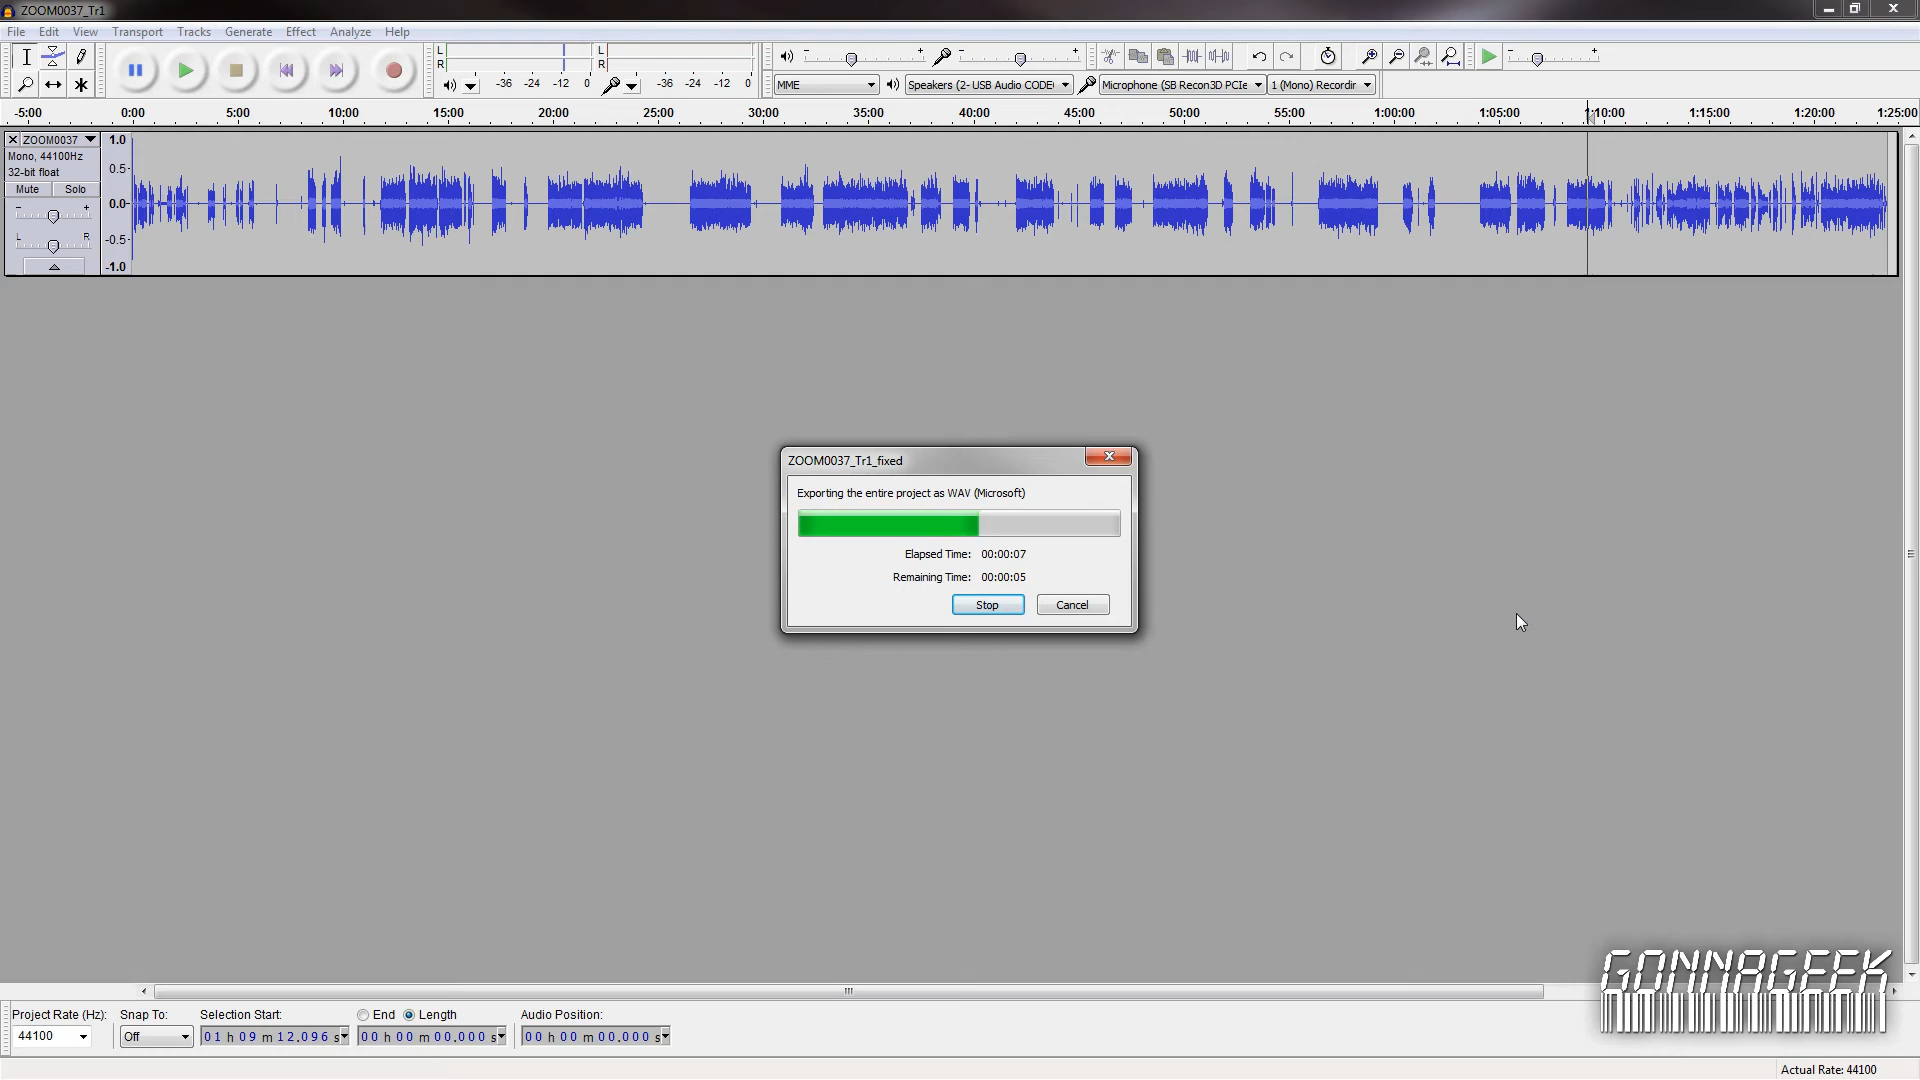 ZOOM0037_Tr1
File Edit View Transport Tracks Generate Effect Analyze Help
L
R
L
R
-36 -24 -12 0
-36 -24 -12 0
MME
Speakers (2- USB Audio CODE
Microphone (SB Recon3D PCIe
1 (Mono) Recordin
-5:00 0:00 5:00 10:00 15:00 20:00 25:00 30:00 35:00 40:00 45:00 50:00 55:00 1:00:00 1:05:00 1:10:00 1:15:00 1:20:00 1:25:00
ZOOM0037
Mono, 44100Hz
32-bit float
Mute Solo
- +
L R
1.0
0.5
0.0
-0.5
-1.0
ZOOM0037_Tr1_fixed
Exporting the entire project as WAV (Microsoft)
Elapsed Time: 00:00:07
Remaining Time: 00:00:05
Stop Cancel
GONNAGEEK
Project Rate (Hz): Snap To: Selection Start: End Length Audio Position:
44100 Off 01 h 09 m 12.096 s 00 h 00 m 00.000 s 00 h 00 m 00.000 s
Actual Rate: 44100